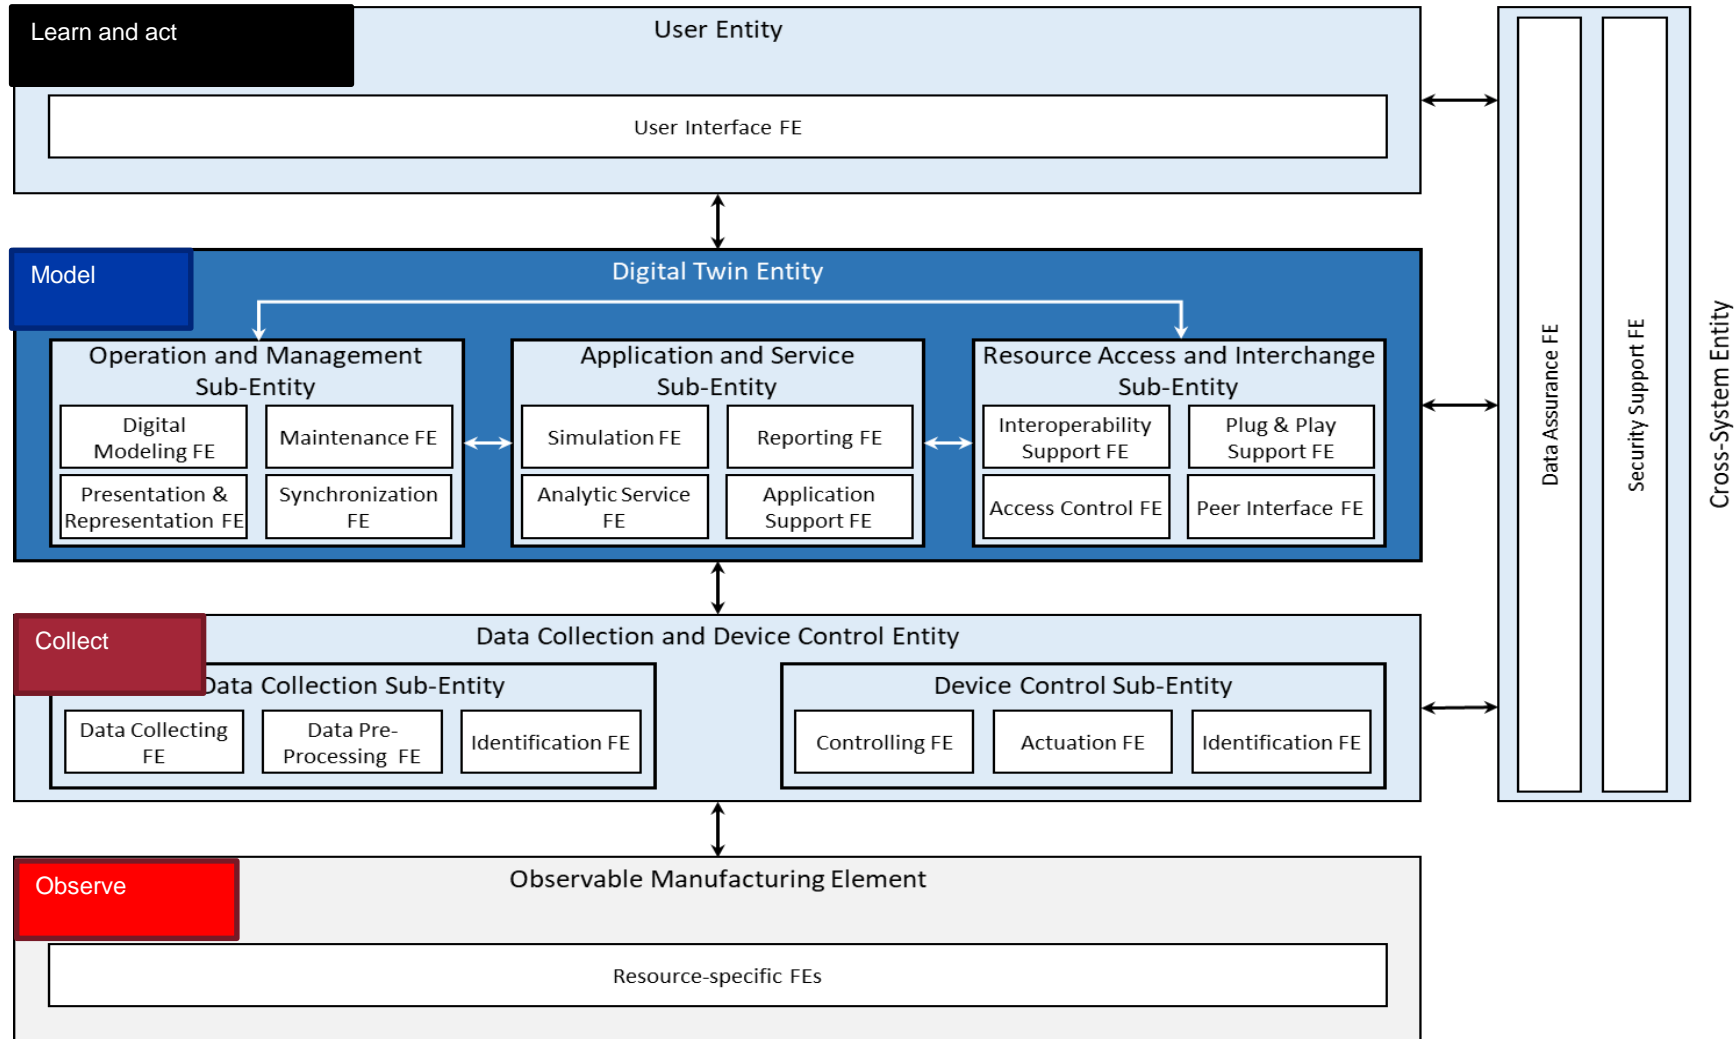 Learn and act
User Entity
User Interface FE
Model
Digital Twin Entity
Operation and Management
Sub-Entity
Digital
Modeling FE
Maintenance FE
Presentation &
Representation FE
Synchronization
FE
Application and Service
Sub-Entity
Simulation FE
Reporting FE
Analytic Service
FE
Application
Support FE
Resource Access and Interchange
Sub-Entity
Interoperability
Support FE
Plug & Play
Support FE
Access Control FE
Peer Interface FE
Collect
Data Collection and Device Control Entity
Data Collection Sub-Entity
Data Collecting
FE
Data Pre-
Processing FE
Identification FE
Device Control Sub-Entity
Controlling FE
Actuation FE
Identification FE
Observe
Observable Manufacturing Element
Resource-specific FEs
Data Assurance FE
Security Support FE
Cross-System Entity